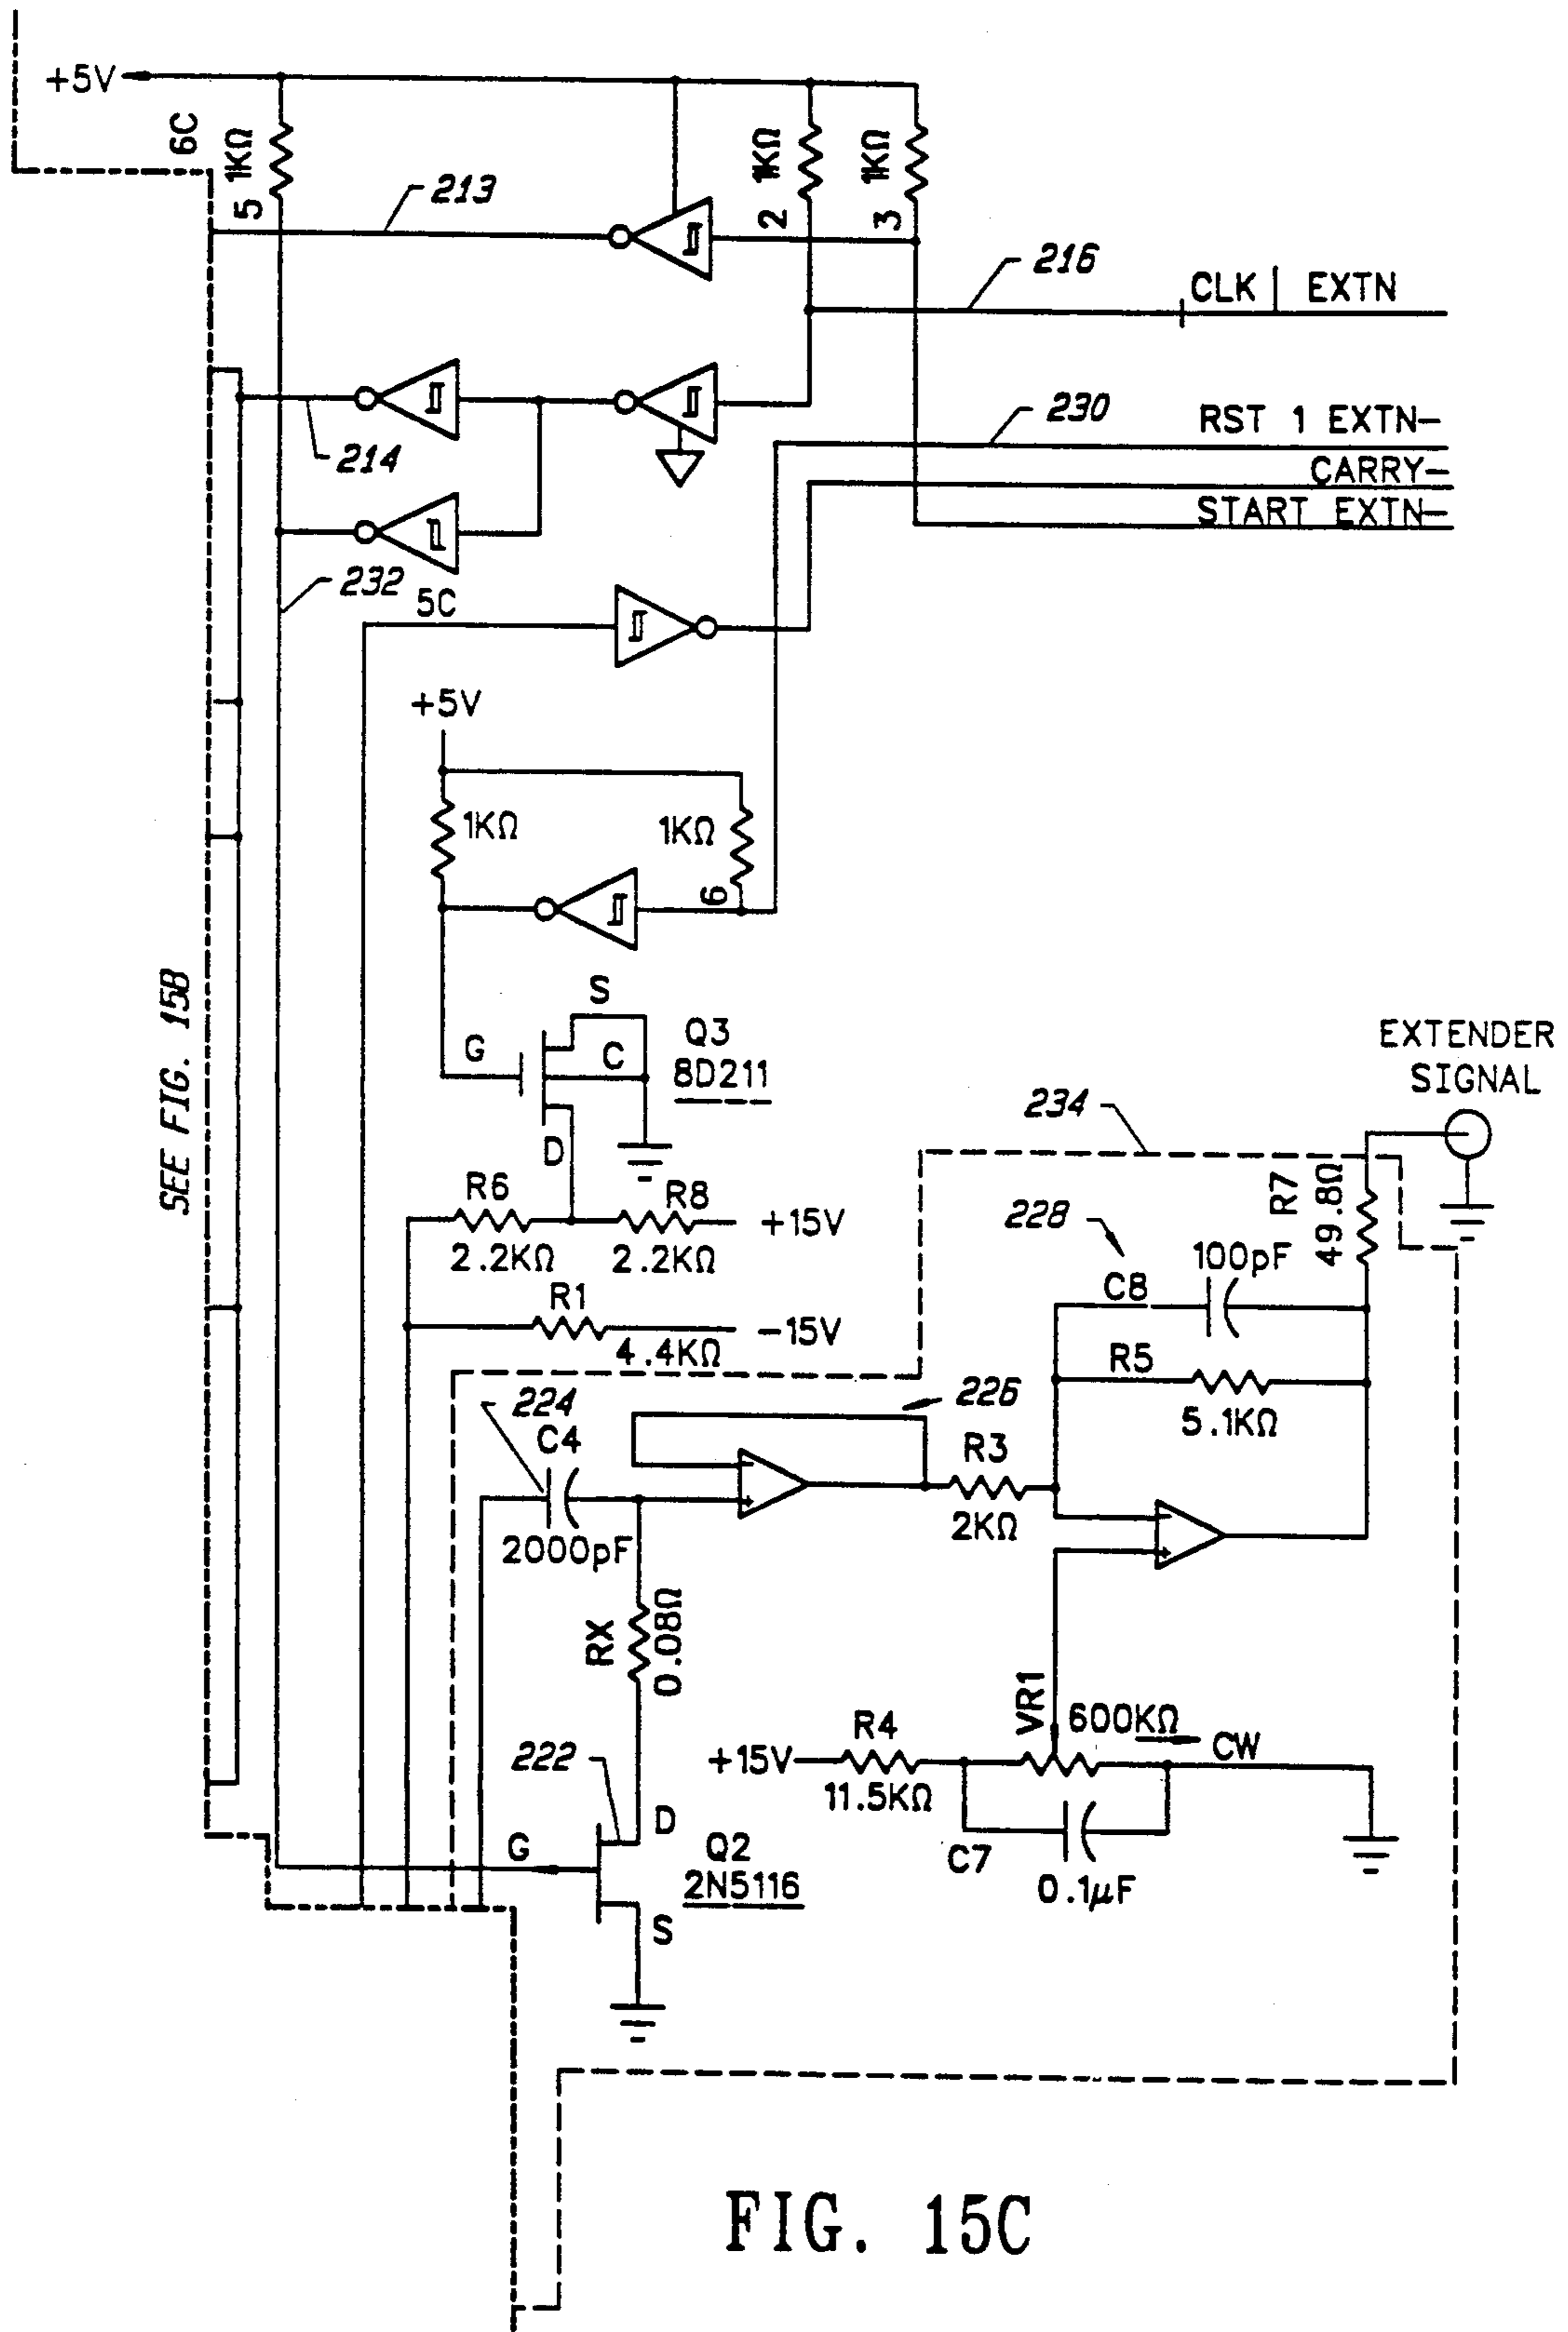 +5V
6C
1KΩ
5
213
1KΩ
2
1KΩ
3
216
CLK | EXTN
230
RST 1 EXTN-
CARRY-
START EXTN-
214
232
5C
+5V
1KΩ
1KΩ
6
SEE FIG. 15B
S
G
C
D
Q3
8D211
EXTENDER
SIGNAL
234
R6
2.2KΩ
R8
2.2KΩ
+15V
R7
49.8Ω
228
100pF
C8
R1
4.4KΩ
-15V
R5
5.1KΩ
224
C4
2000pF
226
R3
2KΩ
-
+
-
+
RX
0.08Ω
VR1
600KΩ
CW
R4
+15V
11.5KΩ
C7
0.1µF
222
D
G
Q2
2N5116
S
FIG. 15C